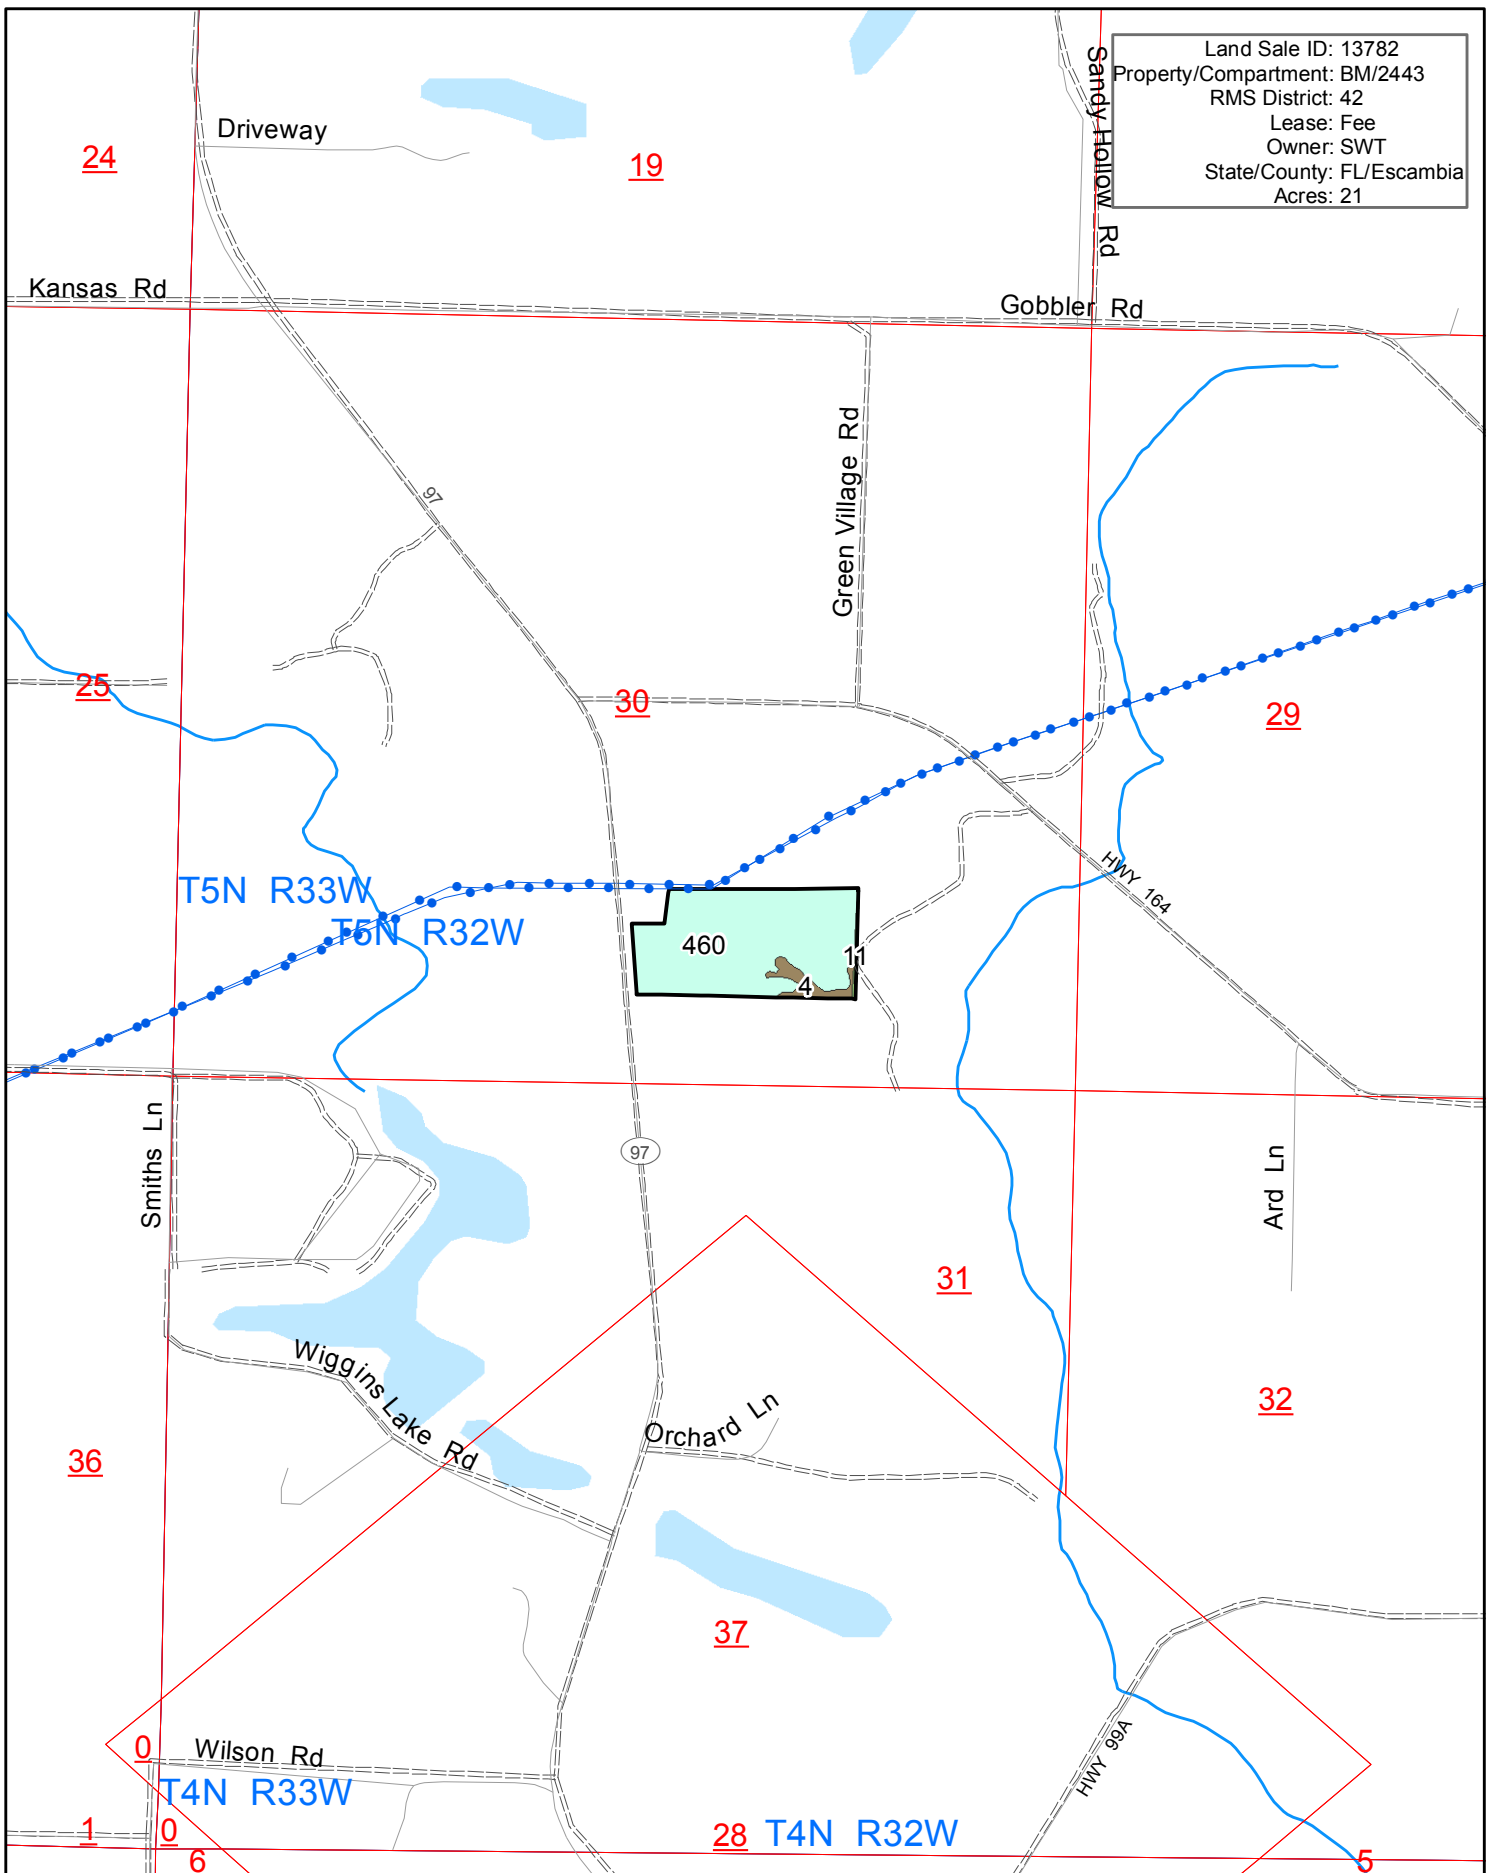 Land Sale ID: 13782
Property/Compartment: BM/2443
RMS District: 42
Lease: Fee
Owner: SWT
State/County: FL/Escambia
Acres: 21
Sandy Hollow Rd
Driveway
24
19
Kansas Rd
Gobbler Rd
97
Green Village Rd
25
30
29
HWY 164
T5N R33W
T5N R32W
460
11
4
Smiths Ln
97
Ard Ln
31
Wiggins Lake Rd
Orchard Ln
32
36
37
HWY 99A
0
Wilson Rd
T4N R33W
1
0
28
T4N R32W
6
5